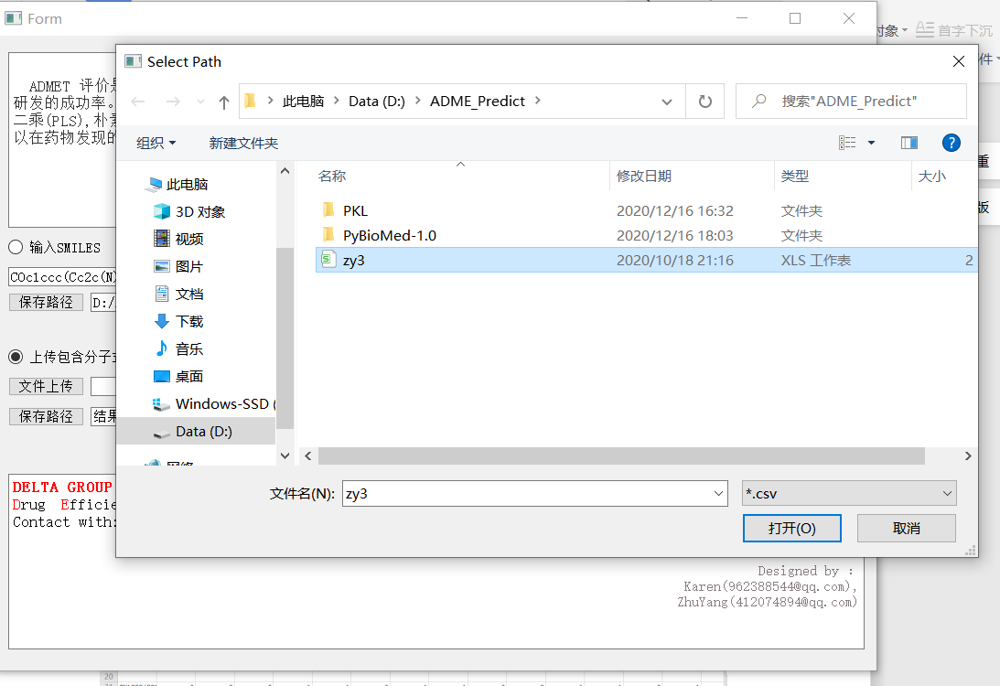 Form
对象
首字下沉
件
Select Path
此电脑 Data (D:) ADME_Predict
搜索"ADME_Predict"
ADMET 评价是
研发的成功率。
二乘(PLS),朴素
以在药物发现的
组织
新建文件夹
?
重
版
此电脑
3D 对象
视频
图片
文档
下载
音乐
桌面
Windows-SSD (
Data (D:)
网络
名称 修改日期 类型 大小
PKL 2020/12/16 16:32 文件夹
PyBioMed-1.0 2020/12/16 18:03 文件夹
zy3 2020/10/18 21:16 XLS 工作表 2
输入SMILES
COc1ccc(Cc2c(N)
保存路径 D:/
上传包含分子式
文件上传
保存路径 结果
文件名(N): zy3 *.csv
打开(O) 取消
DELTA GROUP
Drug Efficie
Contact with:
Designed by :
Karen(962388544@qq.com),
ZhuYang(412074894@qq.com)
20